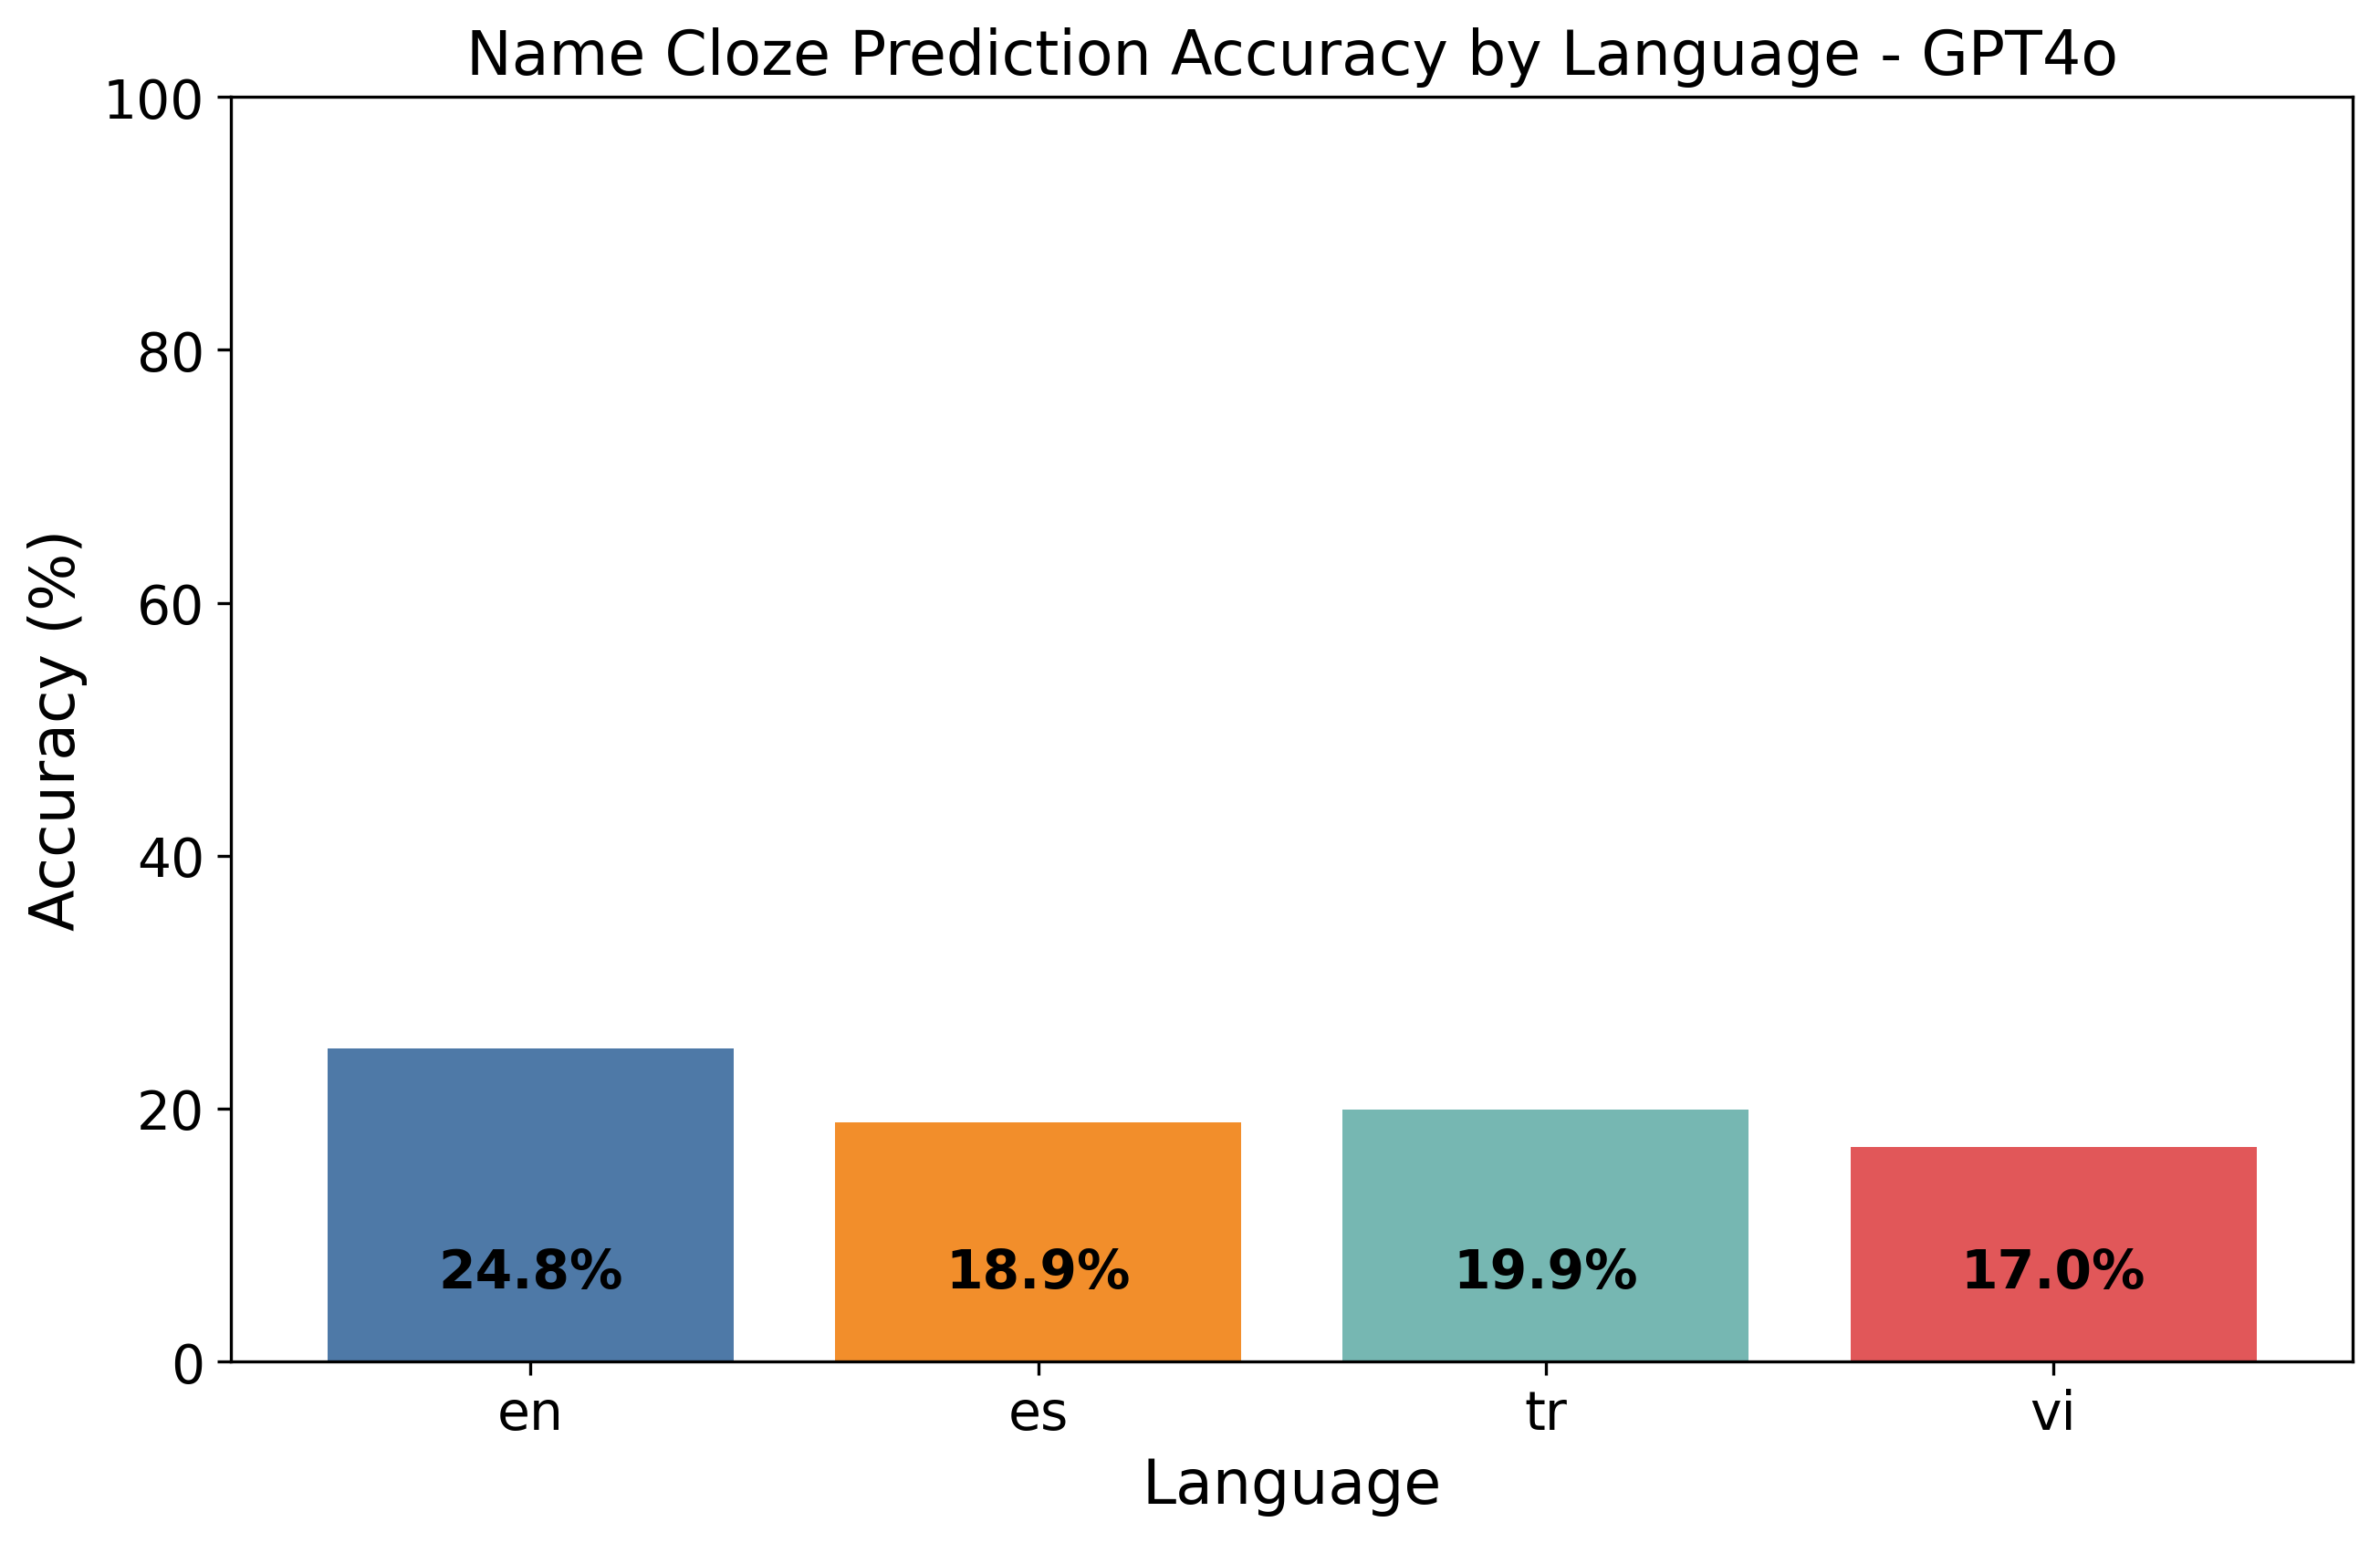 Name Cloze Prediction Accuracy by Language - GPT4o
Accuracy (%)
100
80
60
40
20
0
24.8%
18.9%
19.9%
17.0%
en
es
tr
vi
Language